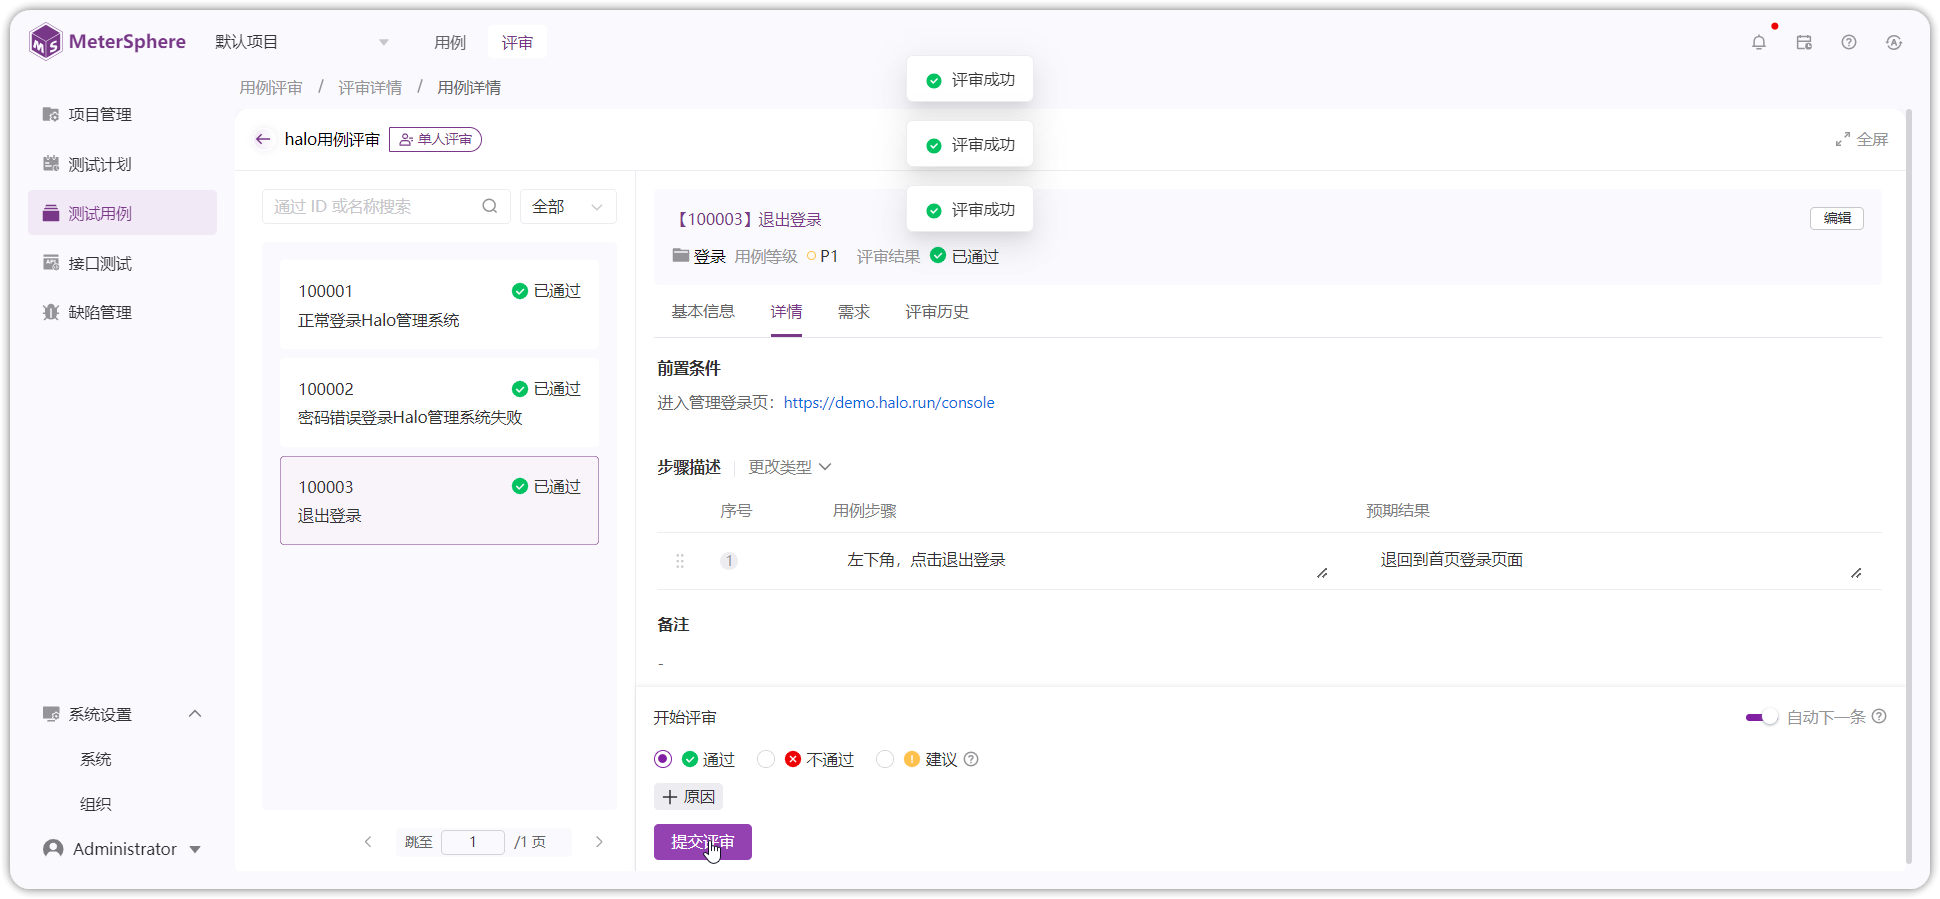 MeterSphere
默认项目
用例
评审
项目管理
测试计划
测试用例
接口测试
缺陷管理
系统设置
系统
组织
Administrator
用例评审 / 评审详情 / 用例详情
评审成功
评审成功
评审成功
halo用例评审
单人评审
全屏
通过 ID 或名称搜索
全部
100001
已通过
正常登录Halo管理系统
100002
已通过
密码错误登录Halo管理系统失败
100003
已通过
退出登录
跳至 1 /1 页
【100003】退出登录
编辑
登录 用例等级 P1 评审结果 已通过
基本信息 详情 需求 评审历史
前置条件
进入管理登录页：https://demo.halo.run/console
步骤描述 更改类型
序号 用例步骤 预期结果
1 左下角，点击退出登录 退回到首页登录页面
备注
-
开始评审
自动下一条
通过 不通过 建议
原因
提交评审